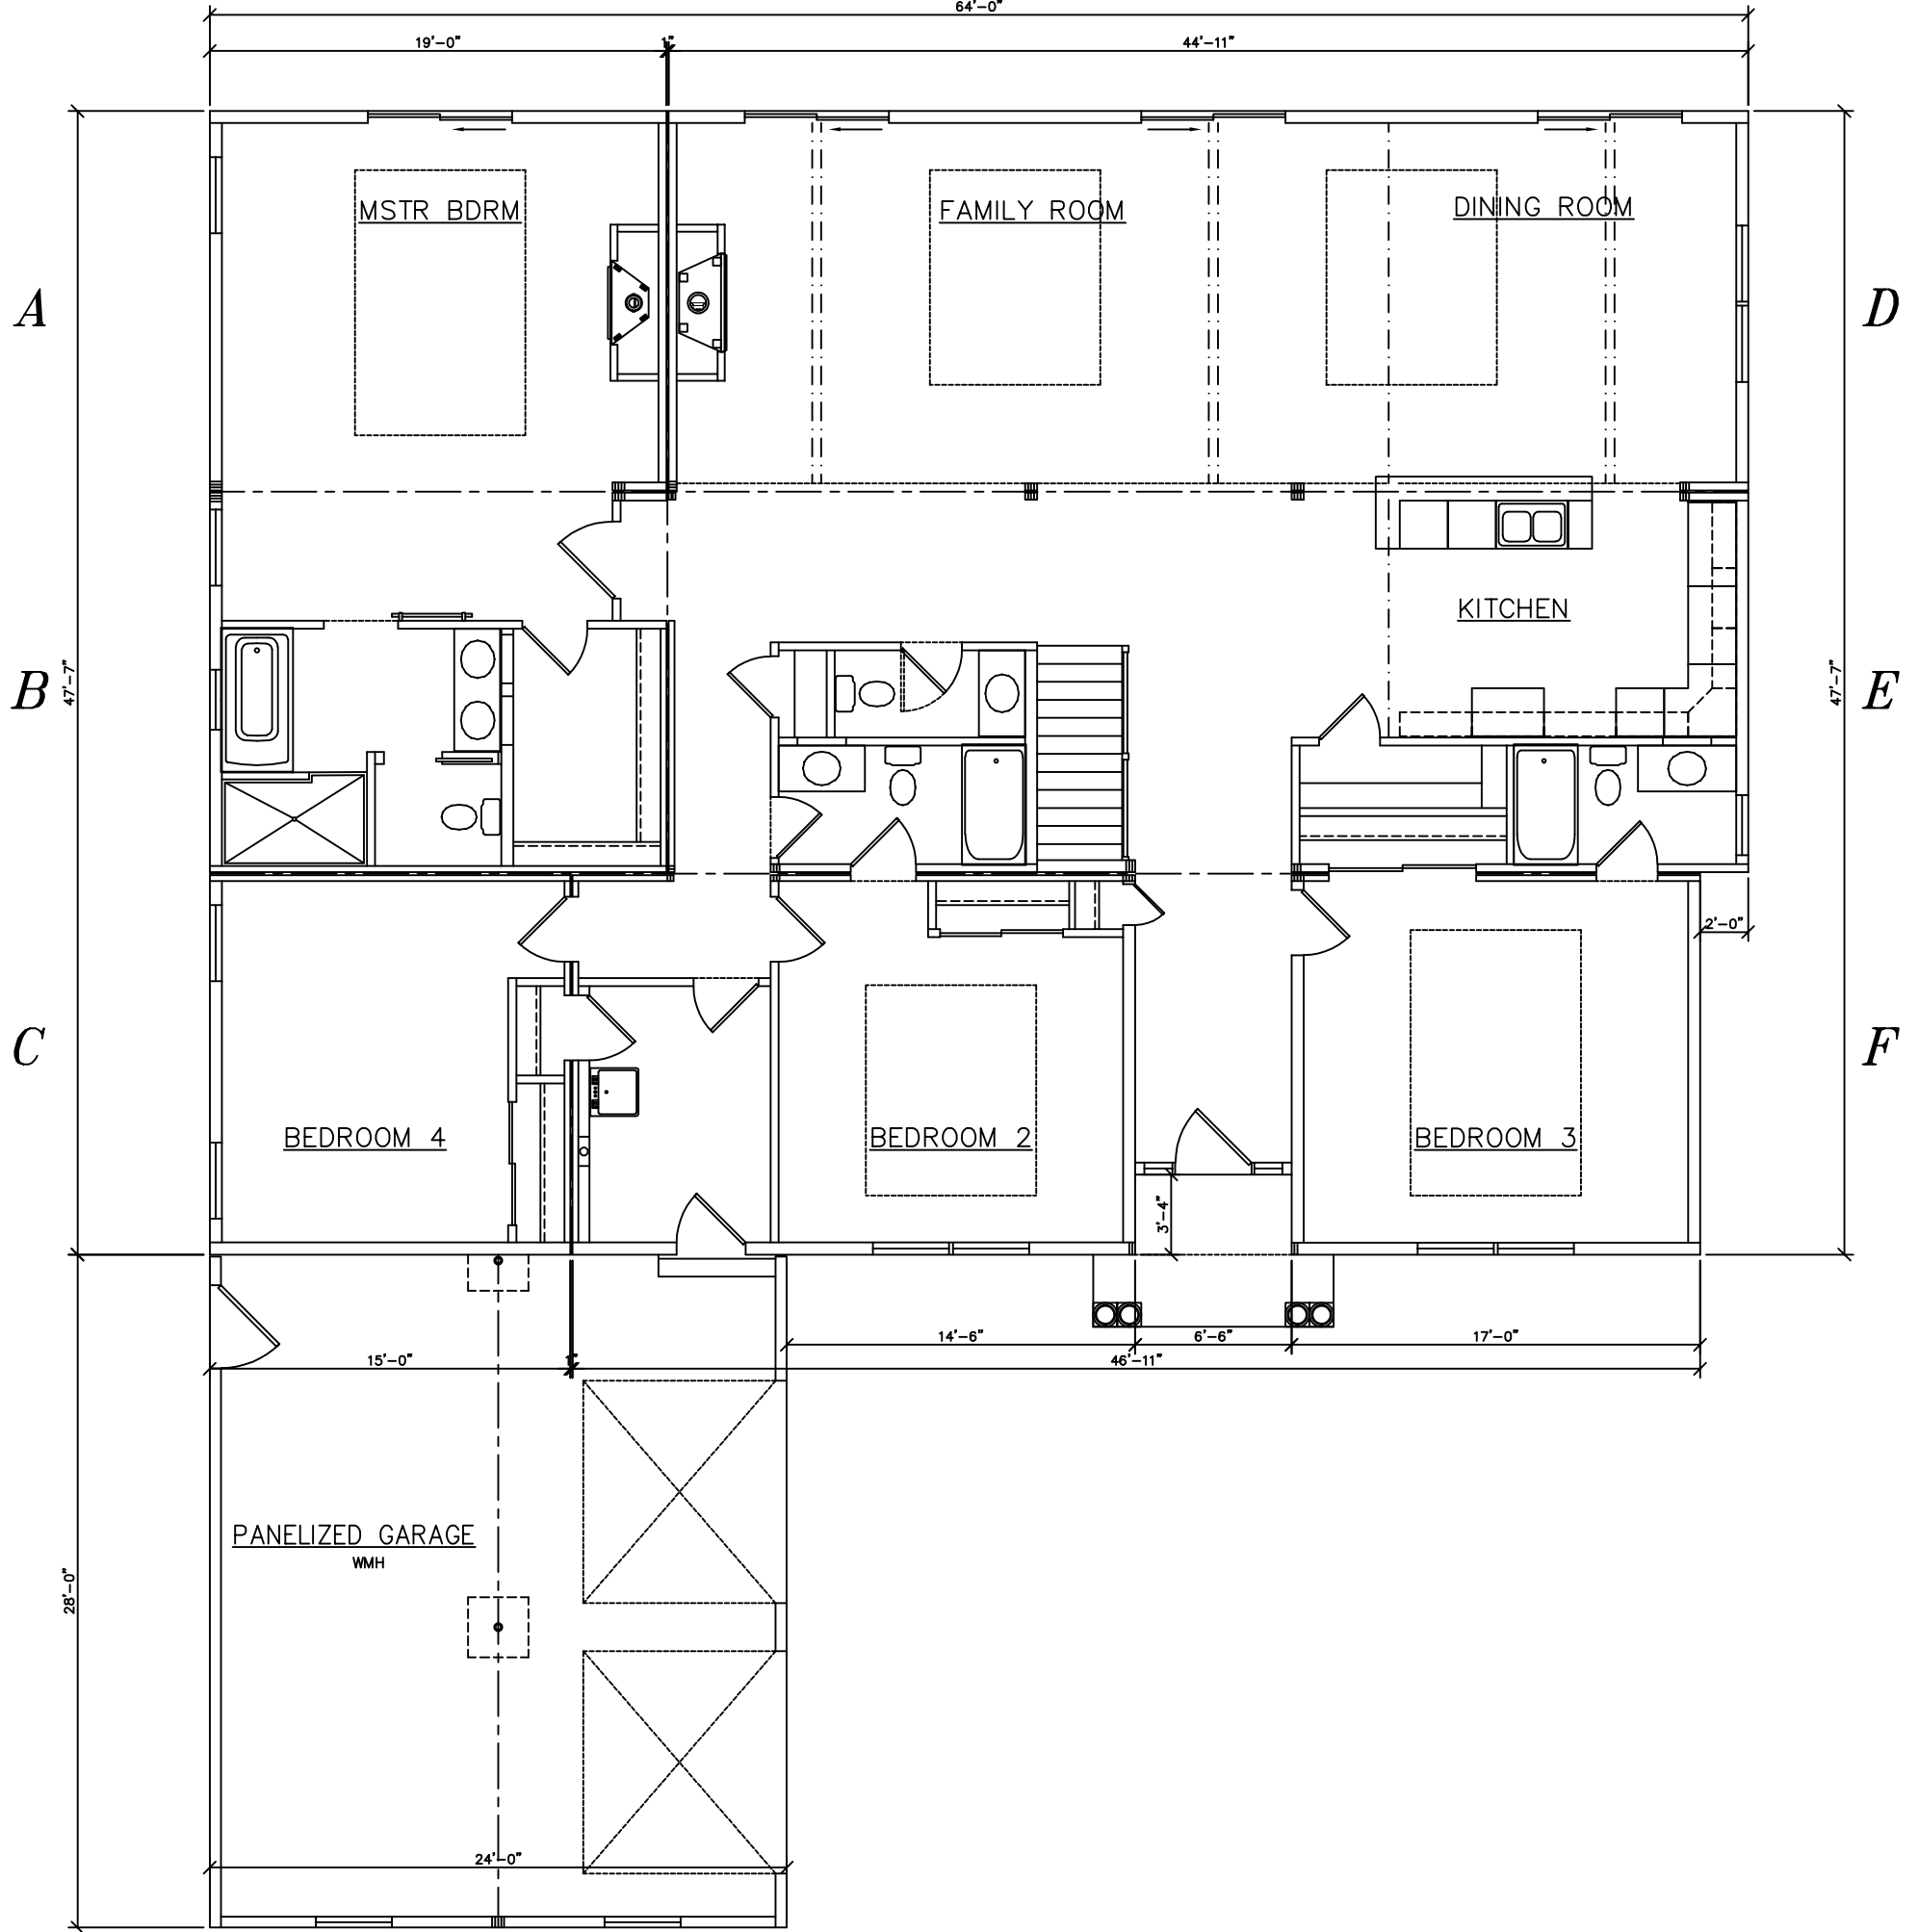 64'-0"
19'-0"
1"
44'-11"
MSTR BDRM
FAMILY ROOM
DINING ROOM
A
D
KITCHEN
B
47'-7"
47'-7"
E
2'-0"
C
F
BEDROOM 4
BEDROOM 2
BEDROOM 3
3'-4"
14'-6"
6'-6"
17'-0"
15'-0"
1"
46'-11"
PANELIZED GARAGE
WMH
28'-0"
24'-0"